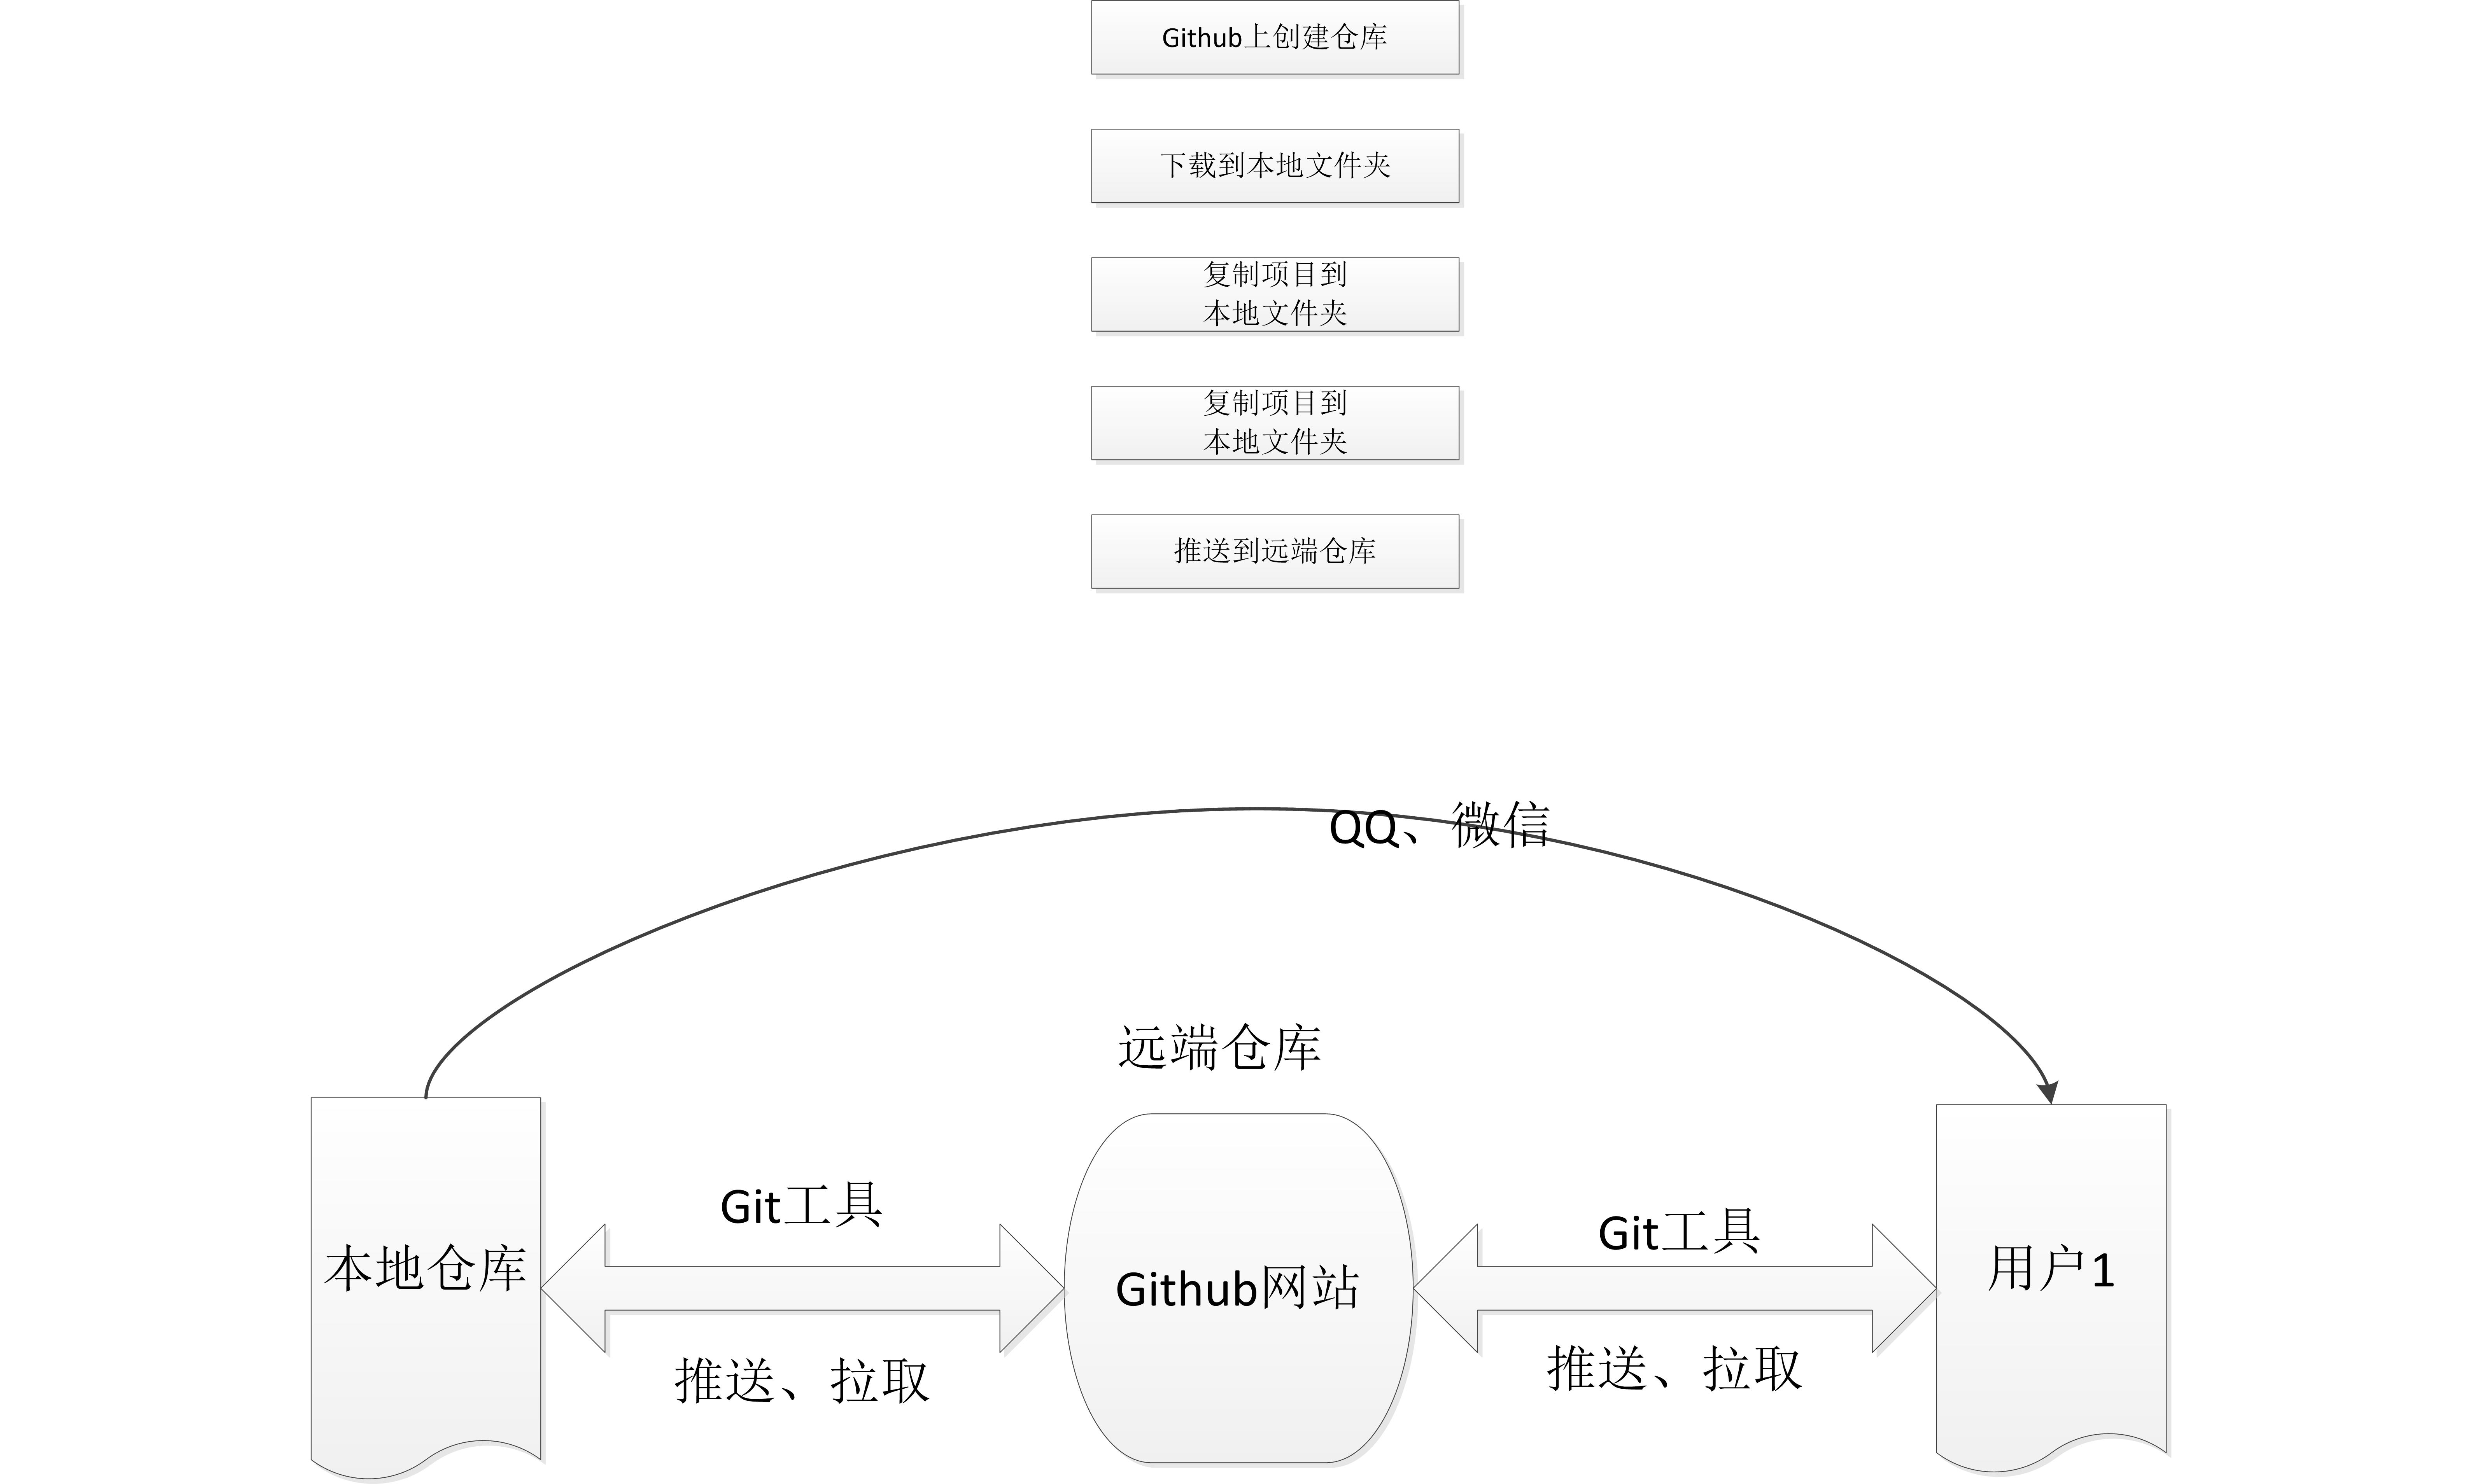 Github上创建仓库
下载到本地文件夹
复制项目到
本地文件夹
复制项目到
本地文件夹
推送到远端仓库
QQ、微信
远端仓库
Git工具
Git工具
本地仓库
Github网站
用户1
推送、拉取
推送、拉取